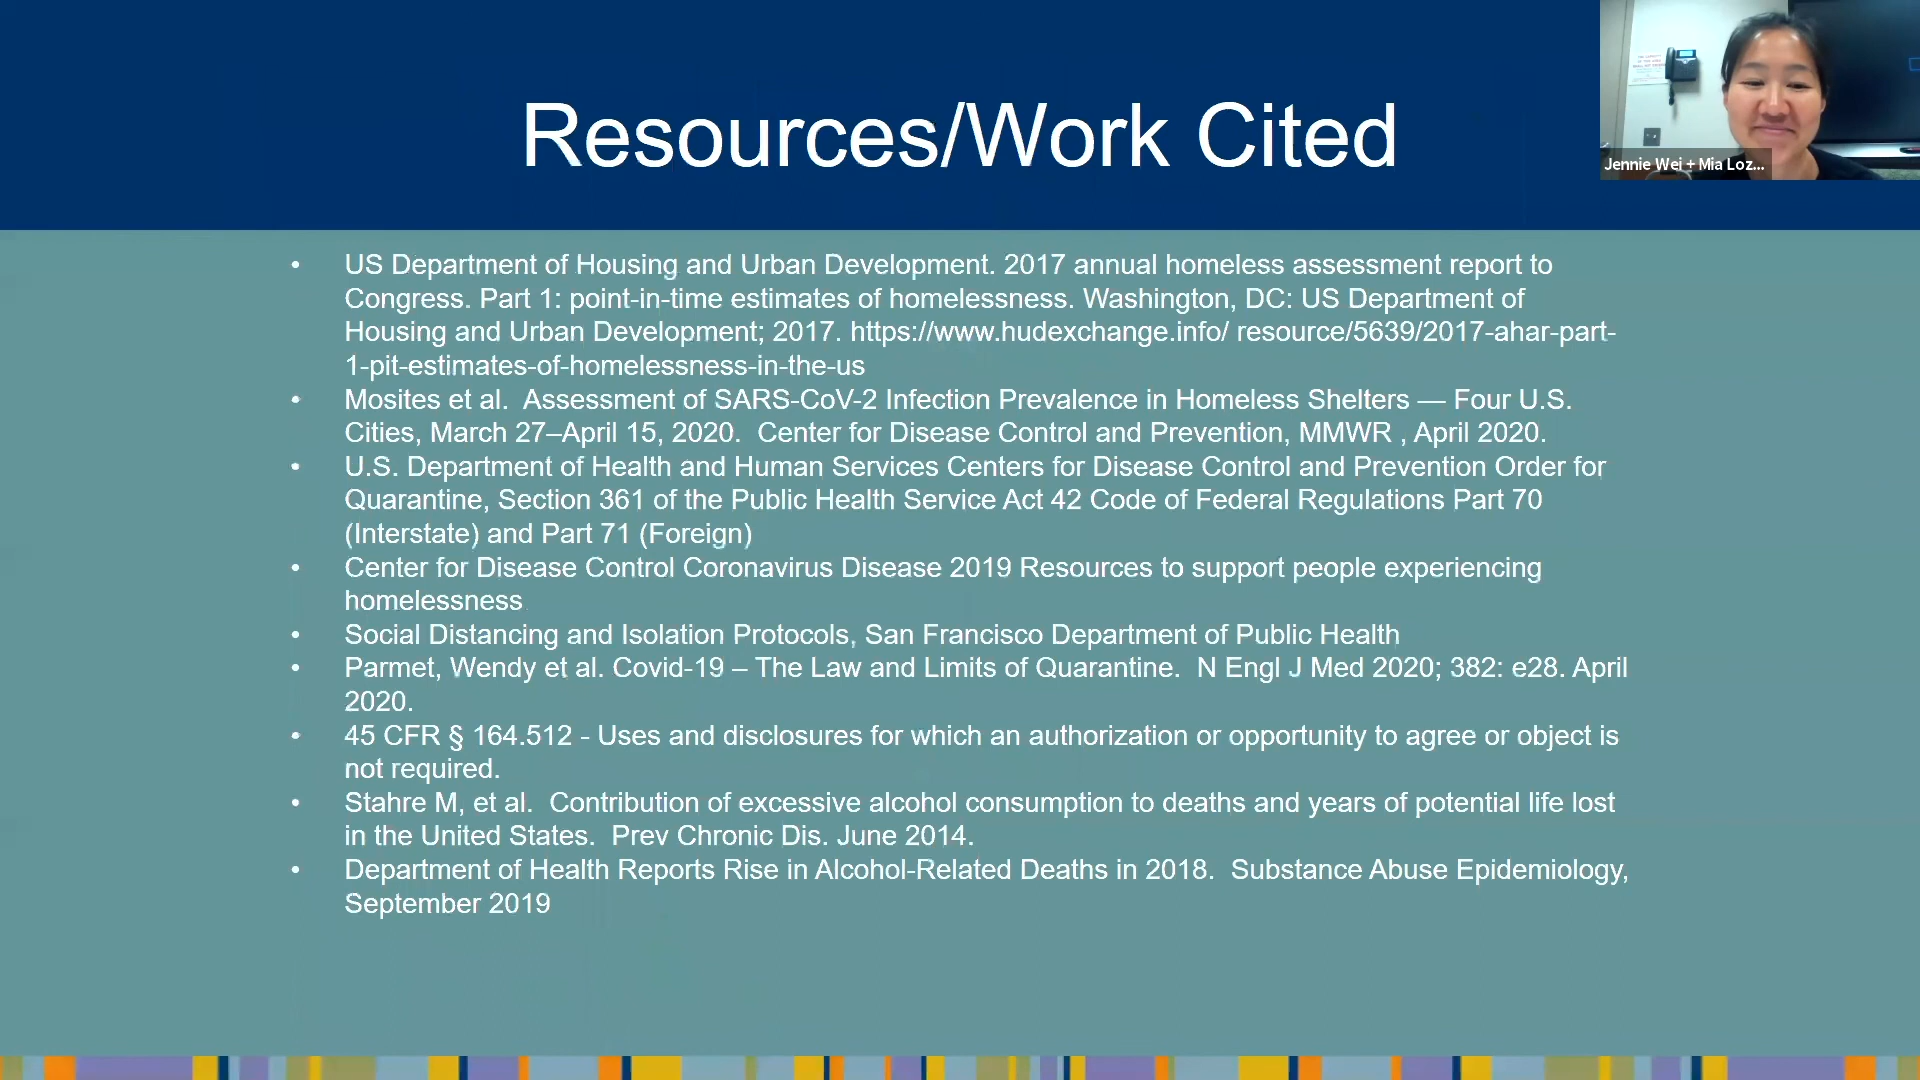 Resources/Work Cited
Jennie Wei + Mia Loz...
• US Department of Housing and Urban Development. 2017 annual homeless assessment report to
Congress. Part 1: point-in-time estimates of homelessness. Washington, DC: US Department of
Housing and Urban Development; 2017. https://www.hudexchange.info/ resource/5639/2017-ahar-part-
1-pit-estimates-of-homelessness-in-the-us
• Mosites et al.  Assessment of SARS-CoV-2 Infection Prevalence in Homeless Shelters — Four U.S.
Cities, March 27–April 15, 2020.  Center for Disease Control and Prevention, MMWR , April 2020.
• U.S. Department of Health and Human Services Centers for Disease Control and Prevention Order for
Quarantine, Section 361 of the Public Health Service Act 42 Code of Federal Regulations Part 70
(Interstate) and Part 71 (Foreign)
• Center for Disease Control Coronavirus Disease 2019 Resources to support people experiencing
homelessness
• Social Distancing and Isolation Protocols, San Francisco Department of Public Health
• Parmet, Wendy et al. Covid-19 – The Law and Limits of Quarantine.  N Engl J Med 2020; 382: e28. April
2020.
• 45 CFR § 164.512 - Uses and disclosures for which an authorization or opportunity to agree or object is
not required.
• Stahre M, et al.  Contribution of excessive alcohol consumption to deaths and years of potential life lost
in the United States.  Prev Chronic Dis. June 2014.
• Department of Health Reports Rise in Alcohol-Related Deaths in 2018.  Substance Abuse Epidemiology,
September 2019